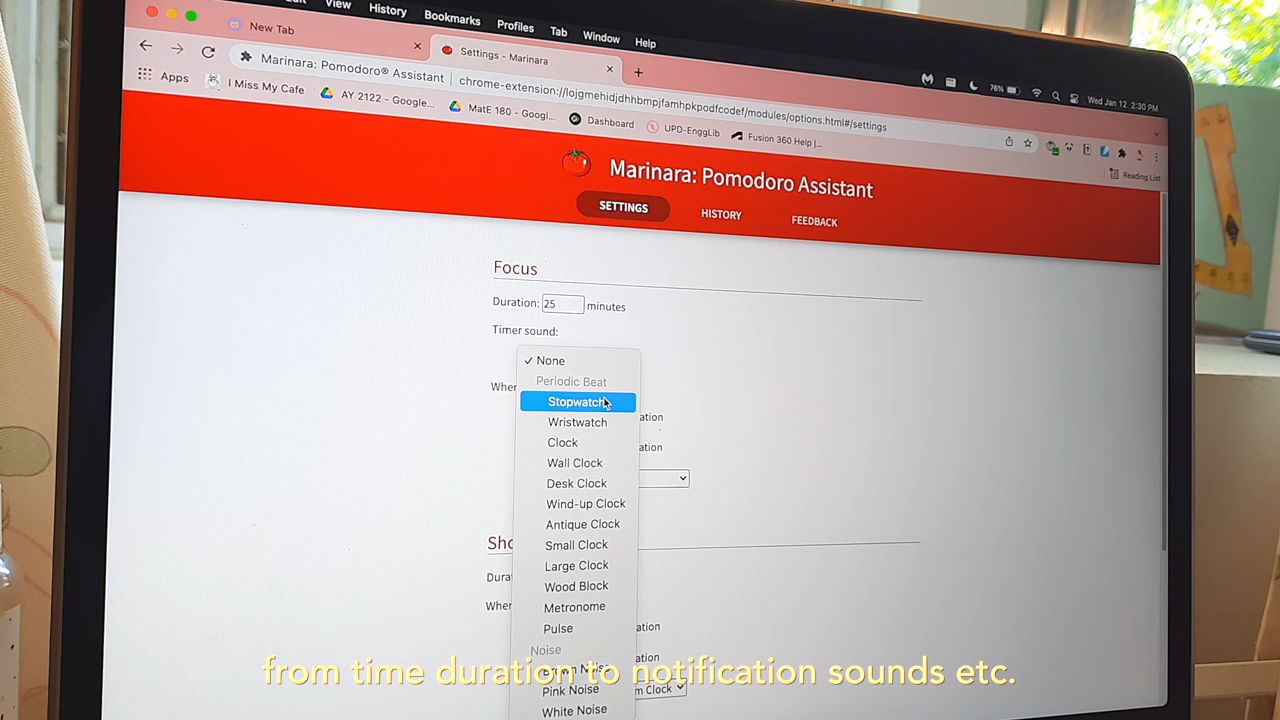 View History Bookmarks Profiles Tab Window Help
76% Wed Jan 12 2:30 PM
New Tab
Settings - Marinara
Marinara: Pomodoro® Assistant | chrome-extension://lojgmehidjdhhbmpjfamhpkpodfcodef/modules/options.html#/settings
Apps I Miss My Cafe AY 2122 - Google... MatE 180 - Googl... Dashboard UPD-EnggLib Fusion 360 Help |...
Reading List
Marinara: Pomodoro Assistant
SETTINGS HISTORY FEEDBACK
Focus
Duration: 25 minutes
Timer sound:
✓ None
Periodic Beat
Stopwatch
Wristwatch
Clock
Wall Clock
Desk Clock
Wind-up Clock
Antique Clock
Small Clock
Large Clock
Wood Block
Metronome
Pulse
Noise
Brown Noise
Pink Noise
White Noise
from time duration to notification sounds etc.